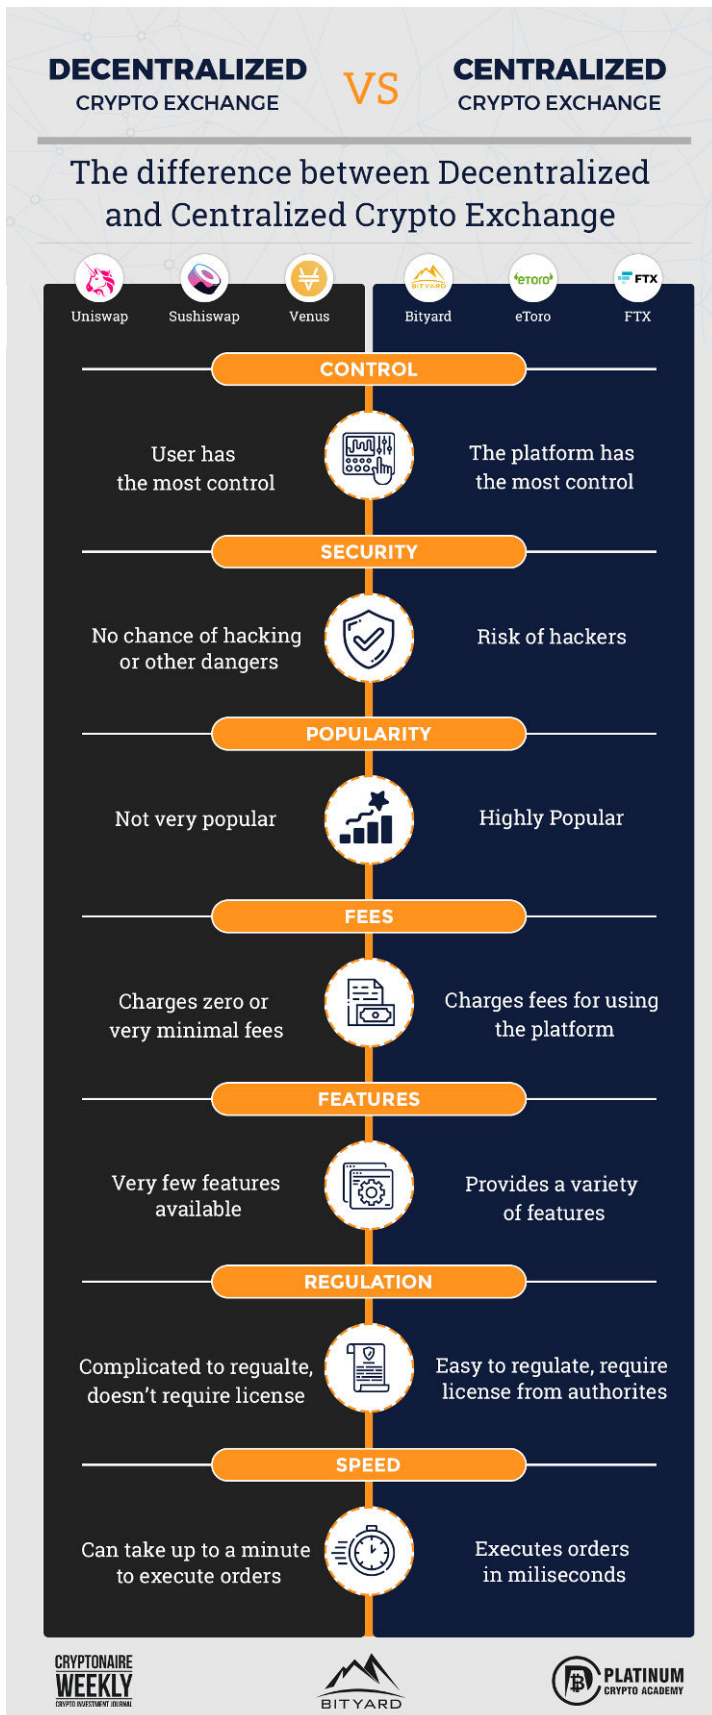 DECENTRALIZED
CRYPTO EXCHANGE
VS
CENTRALIZED
CRYPTO EXCHANGE
The difference between Decentralized
and Centralized Crypto Exchange
BITYARD
eToro
FTX
Uniswap
Sushiswap
Venus
Bityard
eToro
FTX
CONTROL
User has
the most control
The platform has
the most control
SECURITY
No chance of hacking
or other dangers
Risk of hackers
POPULARITY
Not very popular
Highly Popular
FEES
Charges zero or
very minimal fees
Charges fees for using
the platform
FEATURES
Very few features
available
Provides a variety
of features
REGULATION
Complicated to regualte,
doesn't require license
Easy to regulate, require
license from authorites
SPEED
Can take up to a minute
to execute orders
Executes orders
in miliseconds
CRYPTONAIRE
WEEKLY
CRYPTO INVESTMENT JOURNAL
BITYARD
PLATINUM
CRYPTO ACADEMY